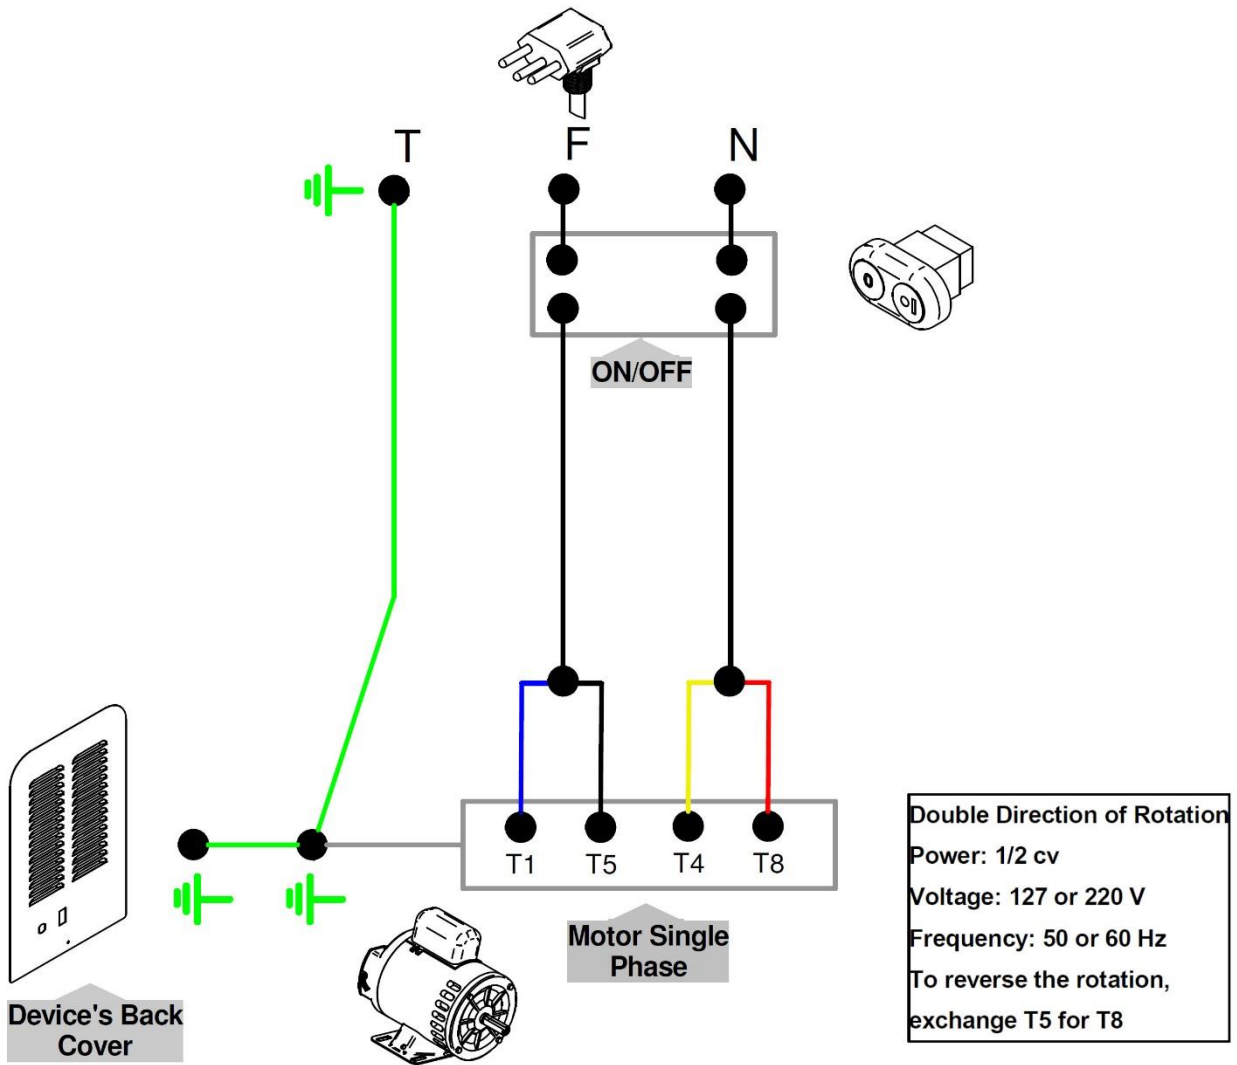 T
F
N
ON/OFF
T1
T5
T4
T8
Motor Single
Phase
Device's Back
Cover
Double Direction of Rotation
Power: 1/2 cv
Voltage: 127 or 220 V
Frequency: 50 or 60 Hz
To reverse the rotation,
exchange T5 for T8